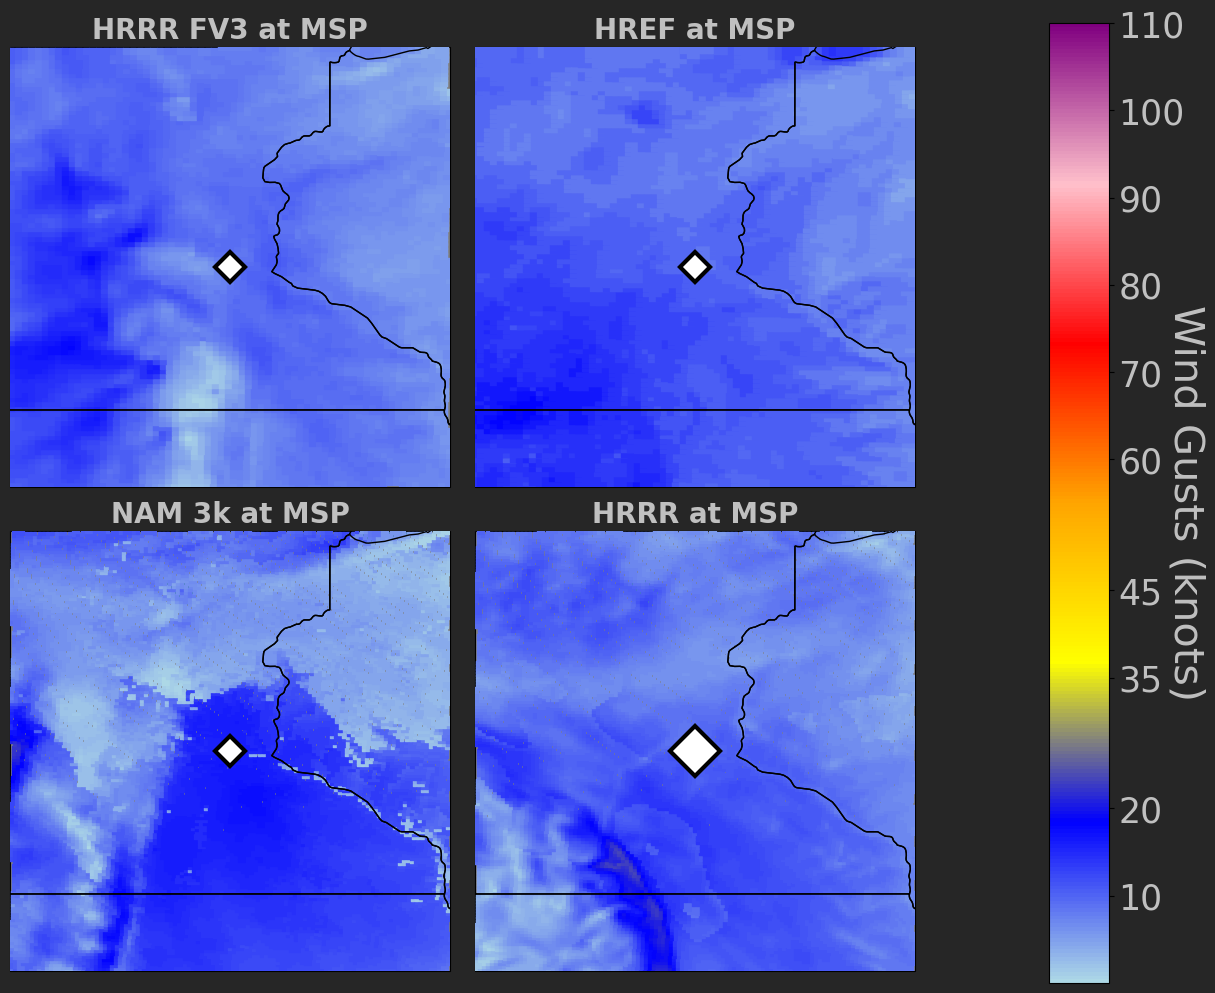 HRRR FV3 at MSP
HREF at MSP
NAM 3k at MSP
HRRR at MSP
110
100
90
80
70
60
45
35
20
10
Wind Gusts (knots)